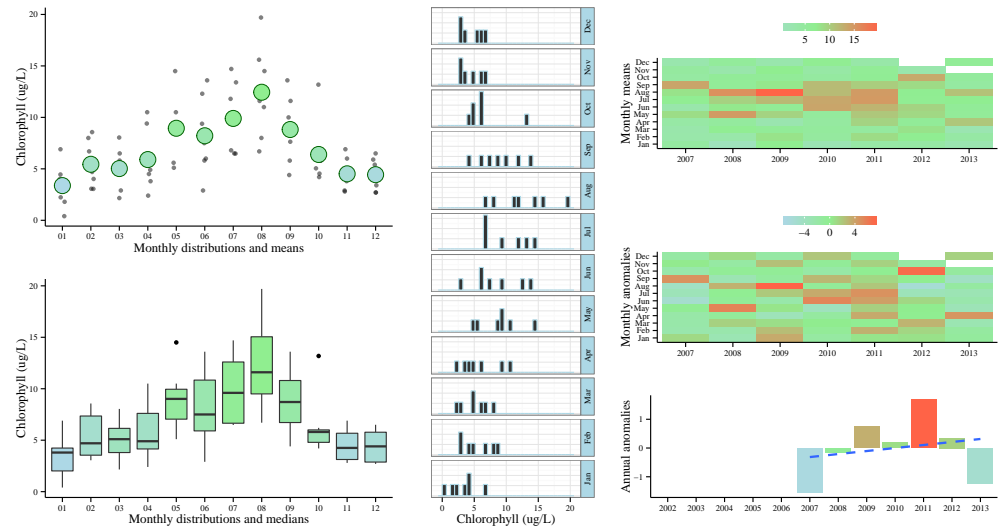 20
15
10
5
0
Chlorophyll (ug/L)
01 02 03 04 05 06 07 08 09 10 11 12
Monthly distributions and means
20
15
10
5
0
Chlorophyll (ug/L)
01 02 03 04 05 06 07 08 09 10 11 12
Monthly distributions and medians
Dec
Nov
Oct
Sep
Aug
Jul
Jun
May
Apr
Mar
Feb
Jan
0 5 10 15 20
Chlorophyll (ug/L)
5 10 15
Monthly means
Dec
Nov
Oct
Sep
Aug
Jul
Jun
May
Apr
Mar
Feb
Jan
2007 2008 2009 2010 2011 2012 2013
−4 0 4
Monthly anomalies
Dec
Nov
Oct
Sep
Aug
Jul
Jun
May
Apr
Mar
Feb
Jan
2007 2008 2009 2010 2011 2012 2013
Annual anomalies
1
0
−1
2002 2003 2004 2005 2006 2007 2008 2009 2010 2011 2012 2013